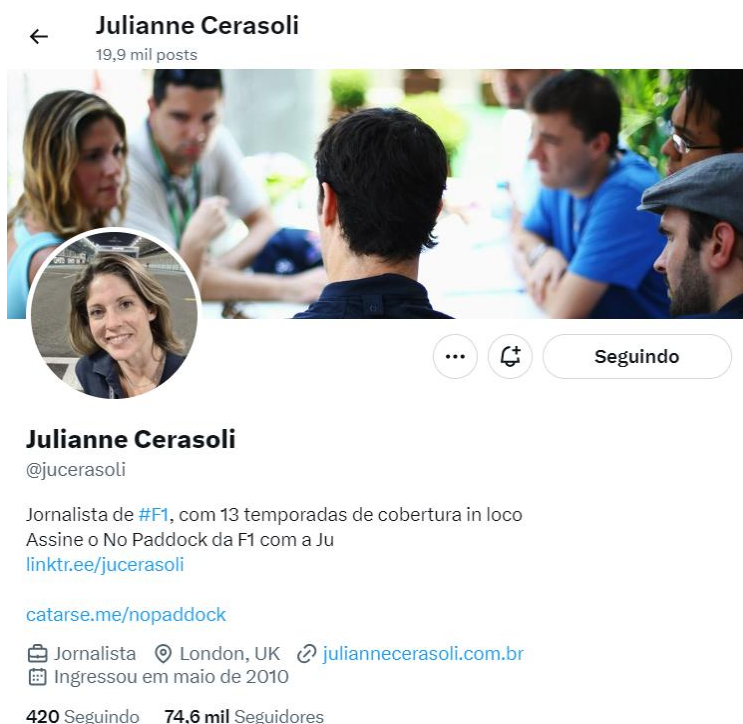 Julianne Cerasoli
19,9 mil posts
Seguindo
Julianne Cerasoli
@jucerasoli
Jornalista de #F1, com 13 temporadas de cobertura in loco
Assine o No Paddock da F1 com a Ju
linktr.ee/jucerasoli
catarse.me/nopaddock
Jornalista London, UK juliannecerasoli.com.br
Ingressou em maio de 2010
420 Seguindo 74,6 mil Seguidores